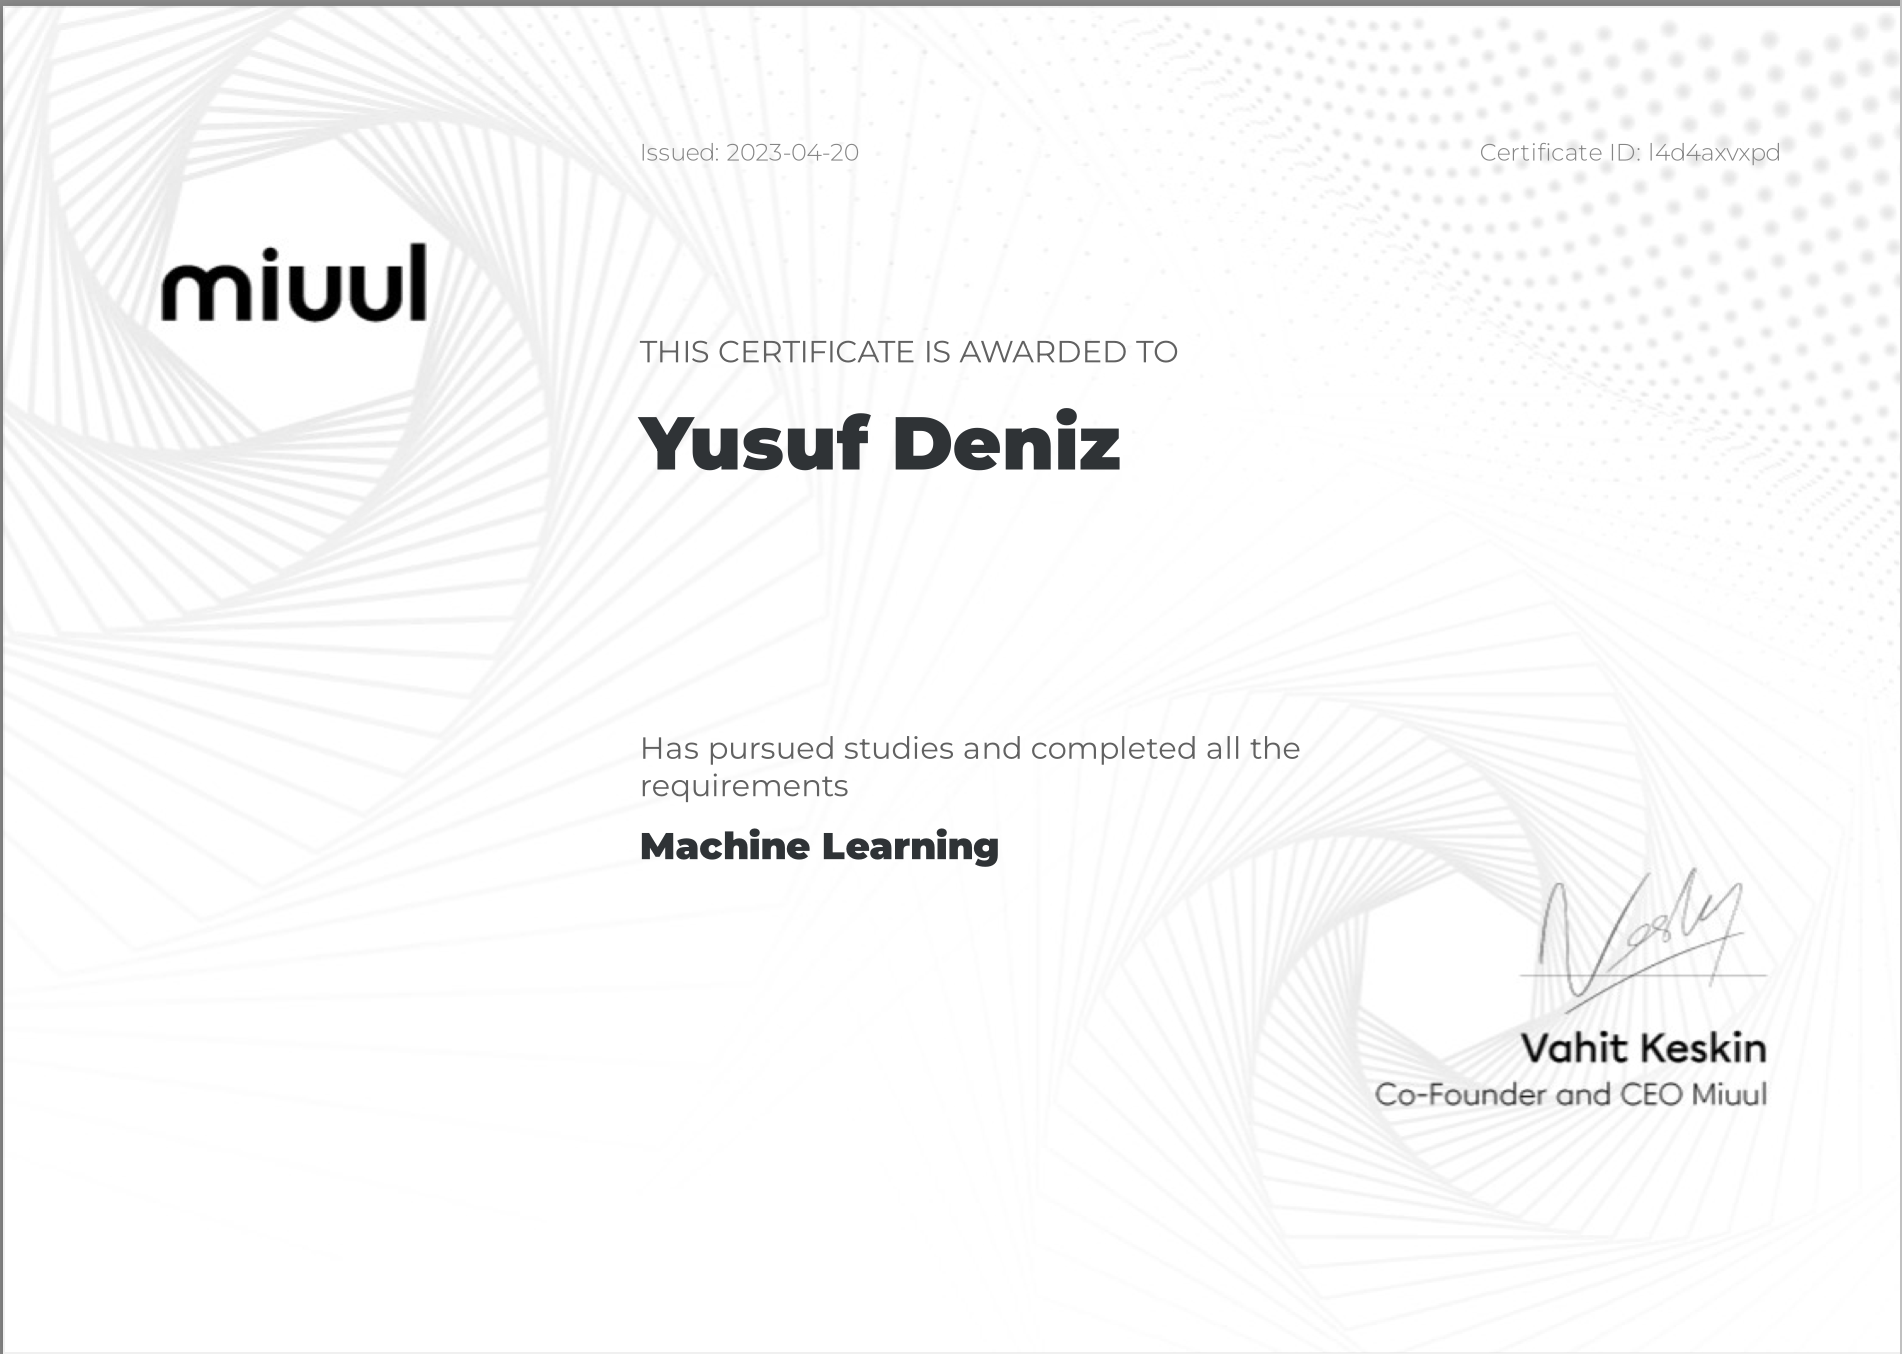 Issued: 2023-04-20
Certificate ID: l4d4axvxpd
miuul
THIS CERTIFICATE IS AWARDED TO
Yusuf Deniz
Has pursued studies and completed all the
requirements
Machine Learning
Vahit Keskin
Co-Founder and CEO Miuul